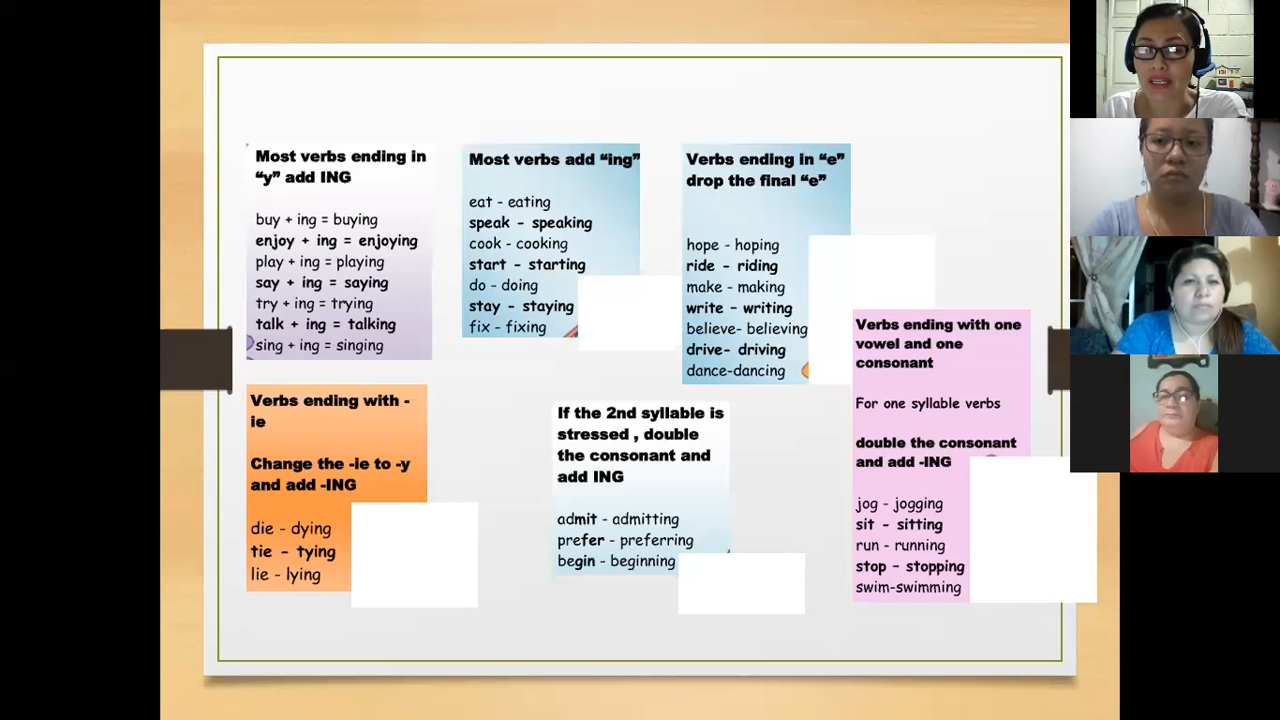 Most verbs ending in
“y” add ING
buy + ing = buying
enjoy + ing = enjoying
play + ing = playing
say + ing = saying
try + ing = trying
talk + ing = talking
sing + ing = singing
Most verbs add “ing”
eat - eating
speak - speaking
cook - cooking
start - starting
do - doing
stay - staying
fix - fixing
Verbs ending in “e”
drop the final “e”
hope - hoping
ride - riding
make - making
write - writing
believe- believing
drive- driving
dance-dancing
Verbs ending with -
ie
Change the -ie to -y
and add -ING
die - dying
tie - tying
lie - lying
If the 2nd syllable is
stressed , double
the consonant and
add ING
admit - admitting
prefer - preferring
begin - beginning
Verbs ending with one
vowel and one
consonant
For one syllable verbs
double the consonant
and add -ING
jog - jogging
sit - sitting
run - running
stop - stopping
swim-swimming